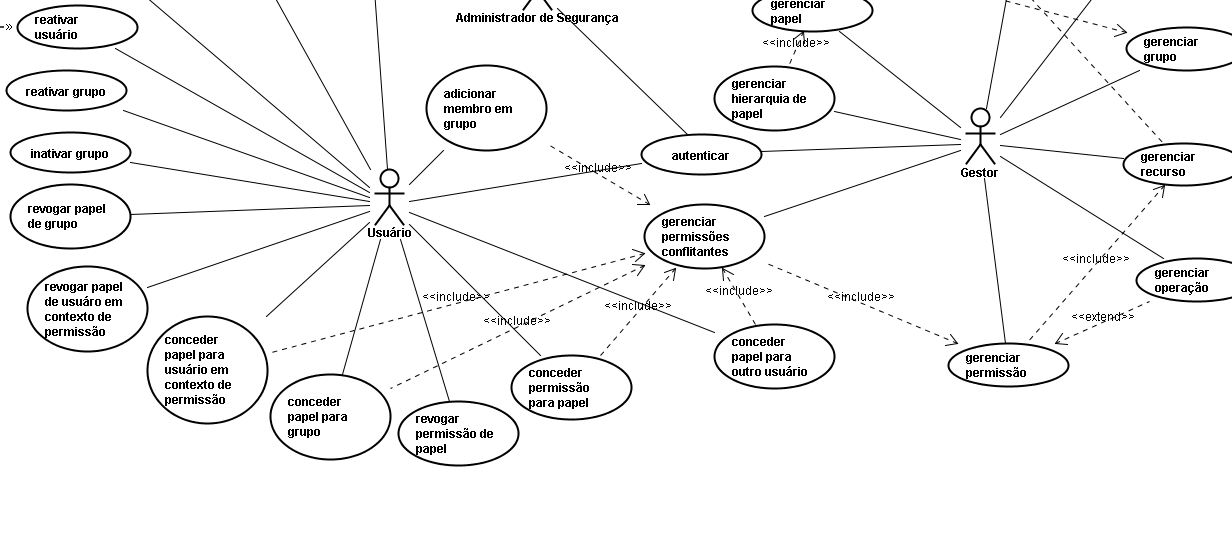 reativar
usuário
»
Administrador de Segurança
gerenciar
papel
<<include>>
gerenciar
grupo
reativar grupo
adicionar
membro em
grupo
gerenciar
hierarquia de
papel
inativar grupo
autenticar
<<include>>
gerenciar
recurso
Gestor
revogar papel
de grupo
Usuário
gerenciar
permissões
conflitantes
<<include>>
revogar papel
de usuáro em
contexto de
permissão
<<include>>
<<include>>
<<include>>
<<include>>
<<include>>
gerenciar
operação
<<extend>>
conceder
papel para
usuário em
contexto de
permissão
conceder
papel para
grupo
revogar
permissão de
papel
conceder
permissão
para papel
conceder
papel para
outro usuário
gerenciar
permissão